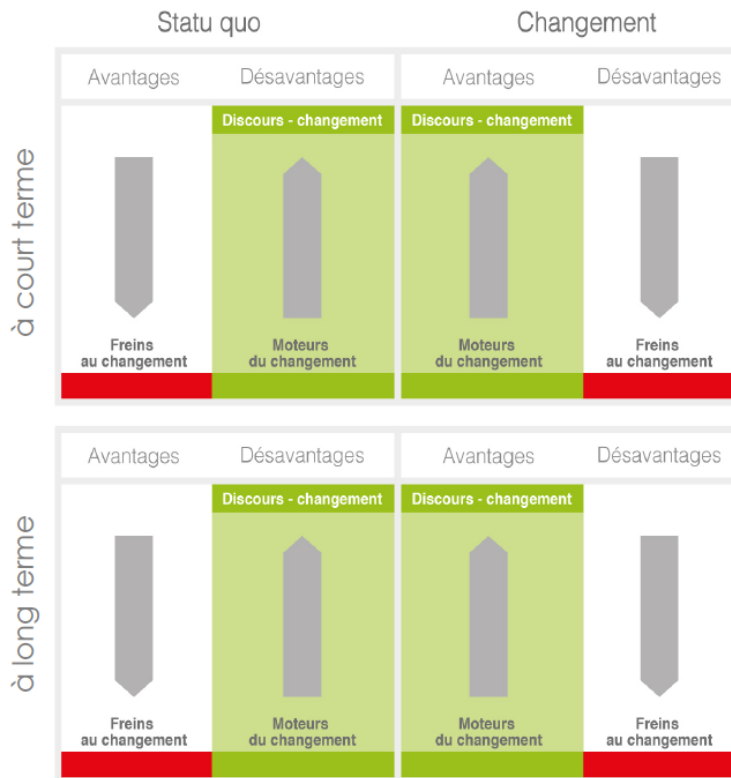 Statu quo
Changement
à court terme
Avantages
Désavantages
Avantages
Désavantages
Discours - changement
Discours - changement
Freins
au changement
Moteurs
du changement
Moteurs
du changement
Freins
au changement
à long terme
Avantages
Désavantages
Avantages
Désavantages
Discours - changement
Discours - changement
Freins
au changement
Moteurs
du changement
Moteurs
du changement
Freins
au changement